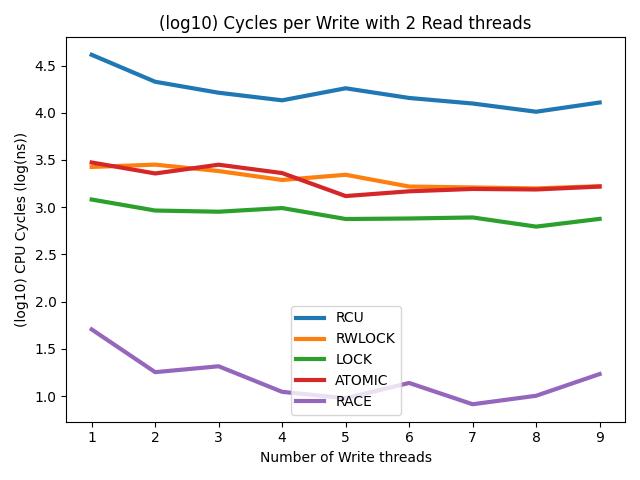 (log10) Cycles per Write with 2 Read threads
(log10) CPU Cycles (log(ns))
4.5
4.0
3.5
3.0
2.5
2.0
1.5
1.0
RCU
RWLOCK
LOCK
ATOMIC
RACE
1 2 3 4 5 6 7 8 9
Number of Write threads